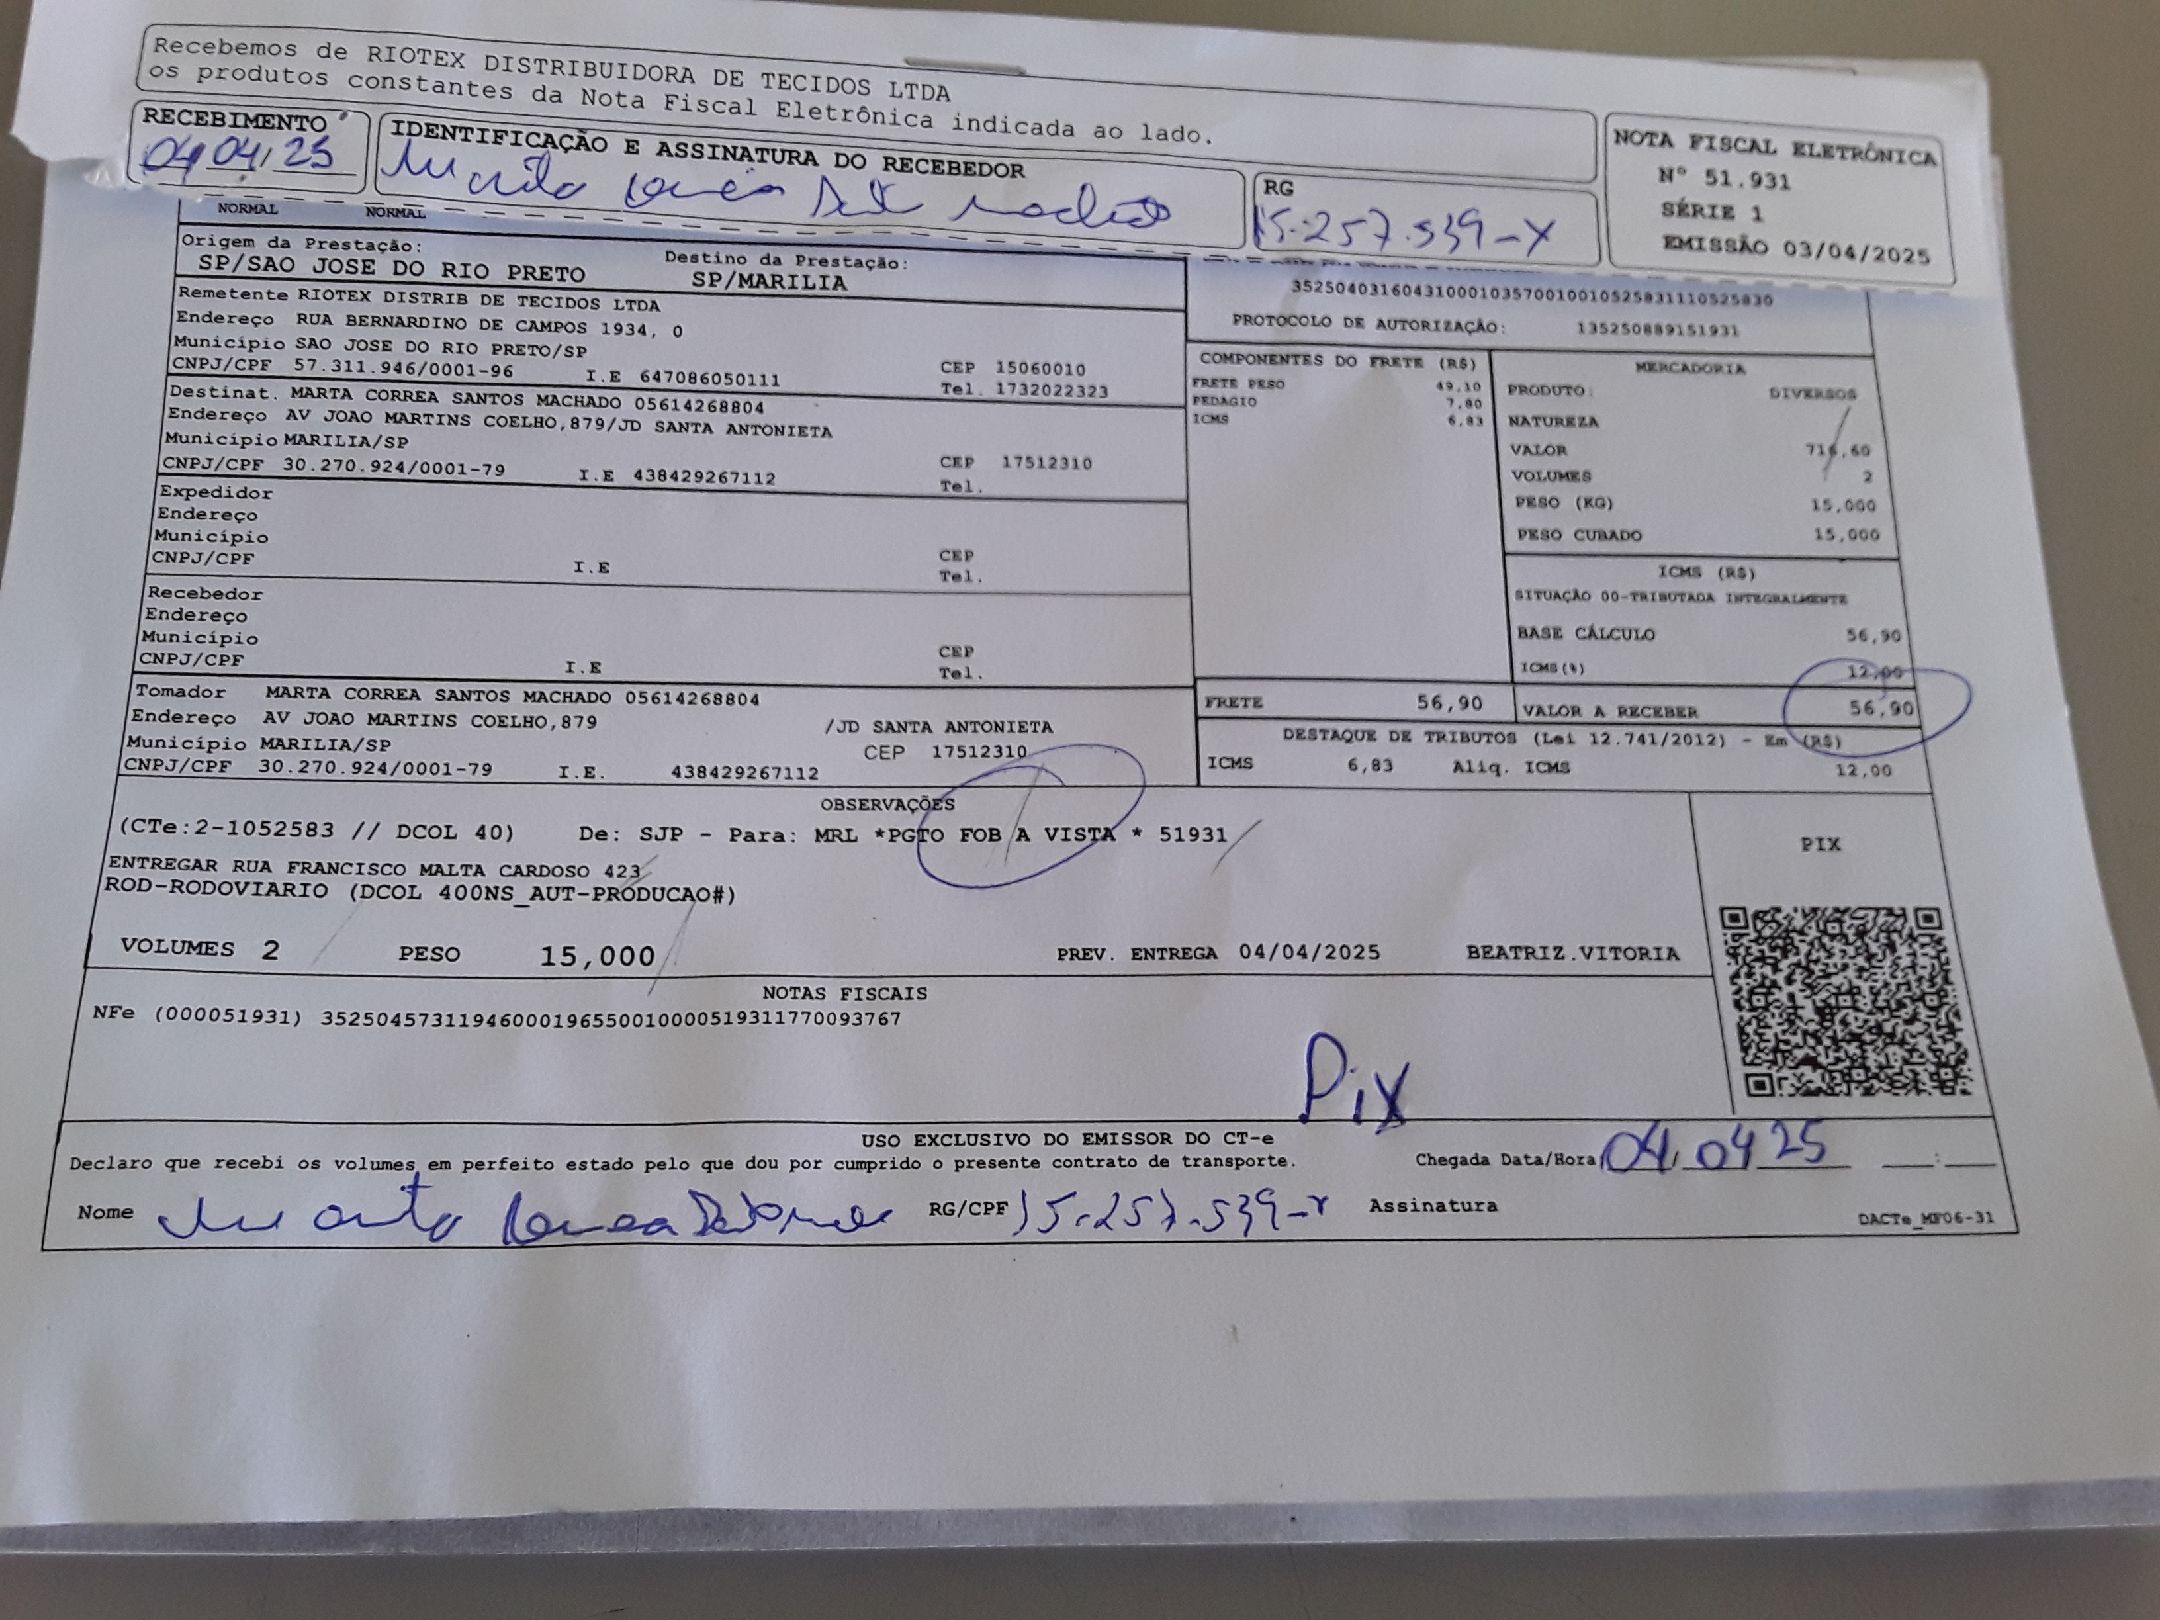 Recebemos de RIOTEX DISTRIBUIDORA DE TECIDOS LTDA
os produtos constantes da Nota Fiscal Eletrônica indicada ao lado.
RECEBIMENTO
04 04 25
IDENTIFICAÇÃO E ASSINATURA DO RECEBEDOR
RG
15.257.539-X
NOTA FISCAL ELETRÔNICA
Nº 51.931
SÉRIE 1
EMISSÃO 03/04/2025
NORMAL NORMAL
Origem da Prestação: Destino da Prestação:
SP/SAO JOSE DO RIO PRETO SP/MARILIA
Remetente RIOTEX DISTRIB DE TECIDOS LTDA
Endereço RUA BERNARDINO DE CAMPOS 1934, 0
Município SAO JOSE DO RIO PRETO/SP CEP 15060010
CNPJ/CPF 57.311.946/0001-96 I.E 647086050111 Tel. 1732022323
Destinat. MARTA CORREA SANTOS MACHADO 05614268804
Endereço AV JOAO MARTINS COELHO,879/JD SANTA ANTONIETA
Município MARILIA/SP CEP 17512310
CNPJ/CPF 30.270.924/0001-79 I.E 438429267112 Tel.
Expedidor
Endereço
Município CEP
CNPJ/CPF I.E Tel.
Recebedor
Endereço
Município CEP
CNPJ/CPF I.E Tel.
Tomador MARTA CORREA SANTOS MACHADO 05614268804
Endereço AV JOAO MARTINS COELHO,879 /JD SANTA ANTONIETA
Município MARILIA/SP CEP 17512310
CNPJ/CPF 30.270.924/0001-79 I.E. 438429267112
35250403160431000103570010010525831110525830
PROTOCOLO DE AUTORIZAÇÃO: 135250889151931
COMPONENTES DO FRETE (R$)
FRETE PESO 49,10
PEDAGIO 7,80
ICMS 6,83
MERCADORIA
PRODUTO: DIVERSOS
NATUREZA
VALOR 716,60
VOLUMES 2
PESO (KG) 15,000
PESO CUBADO 15,000
ICMS (R$)
SITUAÇÃO 00-TRIBUTADA INTEGRALMENTE
BASE CÁLCULO 56,90
ICMS(%) 12,00
FRETE 56,90 VALOR A RECEBER 56,90
DESTAQUE DE TRIBUTOS (Lei 12.741/2012) - Em (R$)
ICMS 6,83 Aliq. ICMS 12,00
OBSERVAÇÕES
(CTe:2-1052583 // DCOL 40) De: SJP - Para: MRL *PGTO FOB A VISTA * 51931
ENTREGAR RUA FRANCISCO MALTA CARDOSO 423
ROD-RODOVIARIO (DCOL 400NS_AUT-PRODUCAO#)
VOLUMES 2 PESO 15,000 PREV. ENTREGA 04/04/2025 BEATRIZ.VITORIA
PIX
NOTAS FISCAIS
NFe (000051931) 35250457311946000196550010000519311770093767
Pix
USO EXCLUSIVO DO EMISSOR DO CT-e
Declaro que recebi os volumes em perfeito estado pelo que dou por cumprido o presente contrato de transporte. Chegada Data/Hora 04 04 25 :
Nome RG/CPF 15.257.539-X Assinatura
DACTe_MF06-31